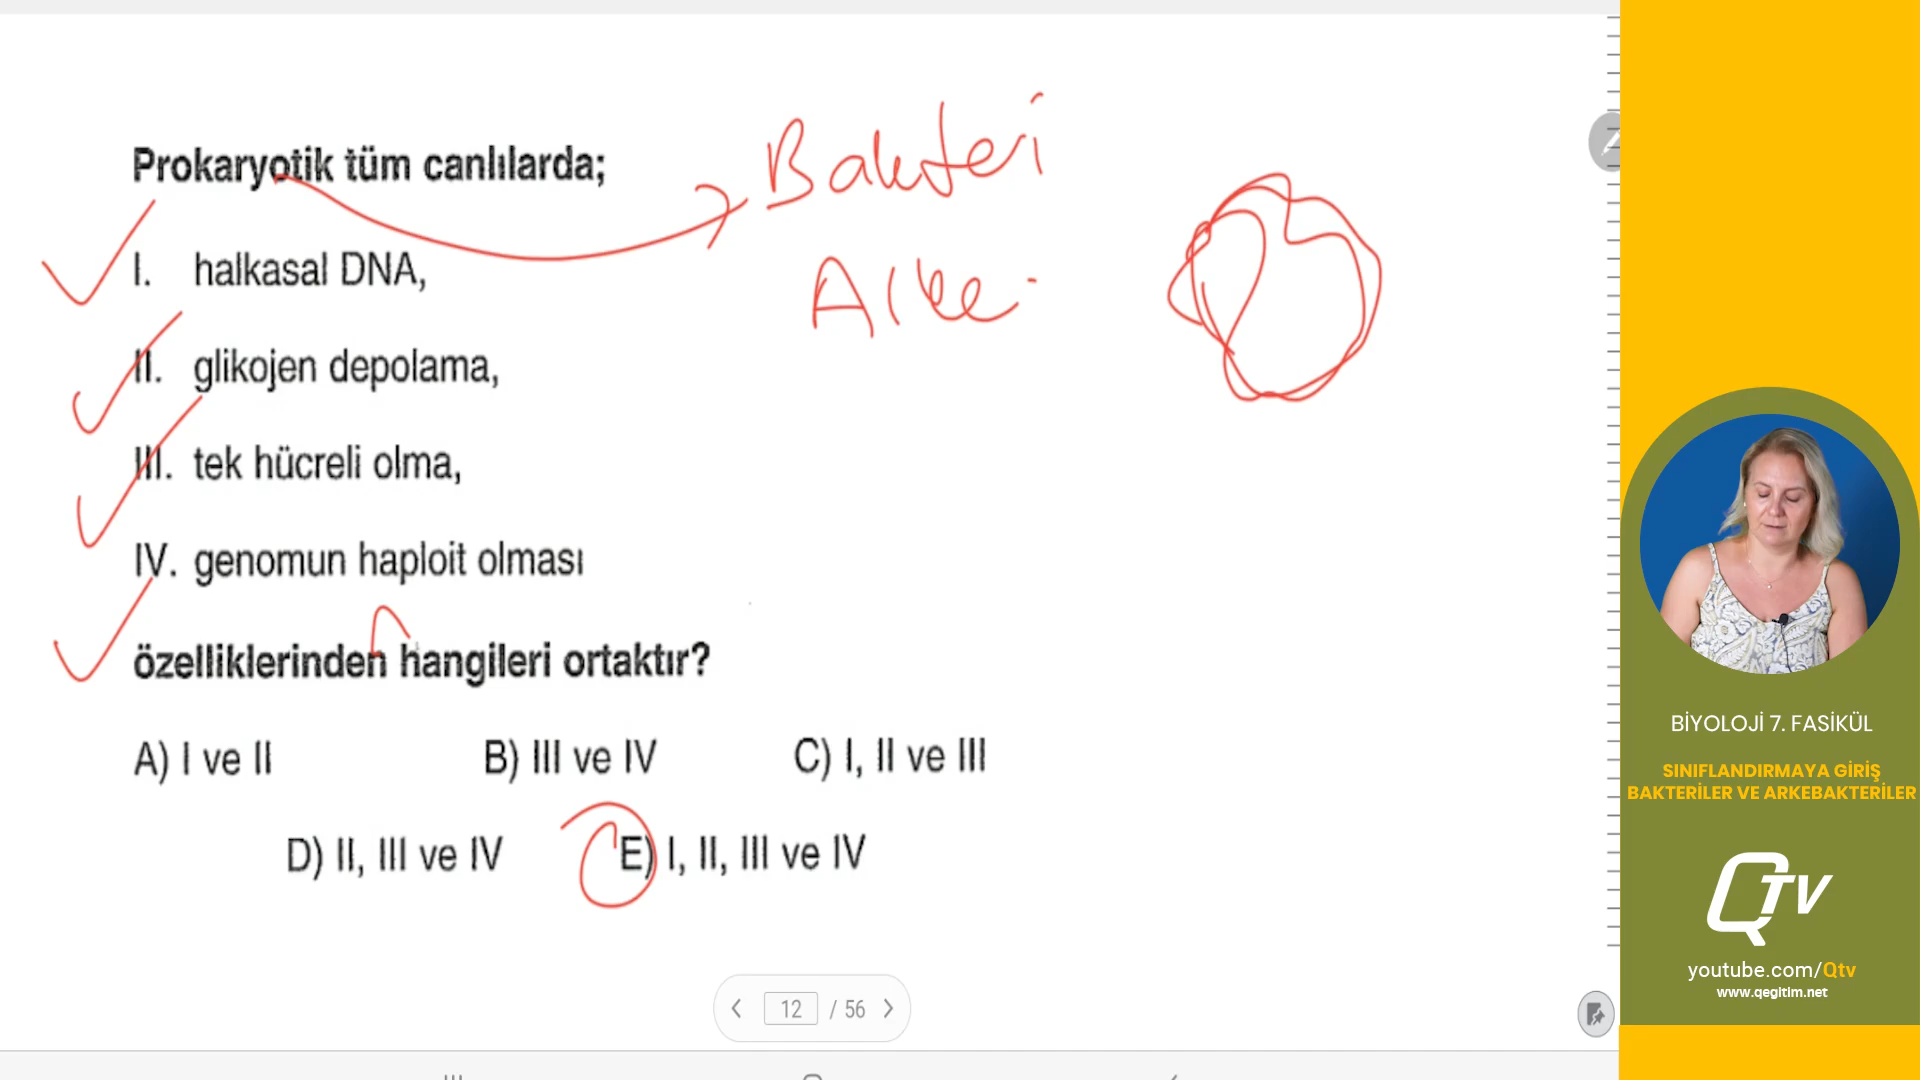 Prokaryotik tüm canlılarda;
Bakteri
Arke
I. halkasal DNA,
II. glikojen depolama,
III. tek hücreli olma,
IV. genomun haploit olması
n
özelliklerinden hangileri ortaktır?
A) I ve II B) III ve IV C) I, II ve III
D) II, III ve IV E) I, II, III ve IV
12 / 56
BİYOLOJİ 7. FASİKÜL
SINIFLANDIRMAYA GİRİŞ
BAKTERİLER VE ARKEBAKTERİLER
QTV
youtube.com/Qtv
www.qegitim.net